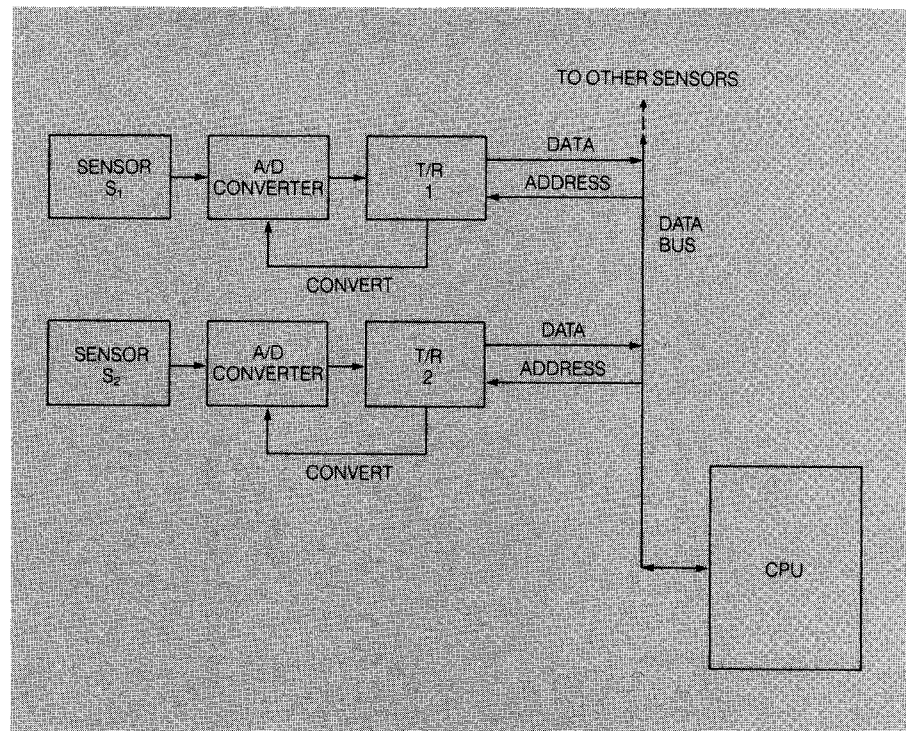 TO OTHER SENSORS
SENSOR
S₁
A/D
CONVERTER
T/R
1
DATA
ADDRESS
DATA
BUS
CONVERT
SENSOR
S₂
A/D
CONVERTER
T/R
2
DATA
ADDRESS
CONVERT
CPU